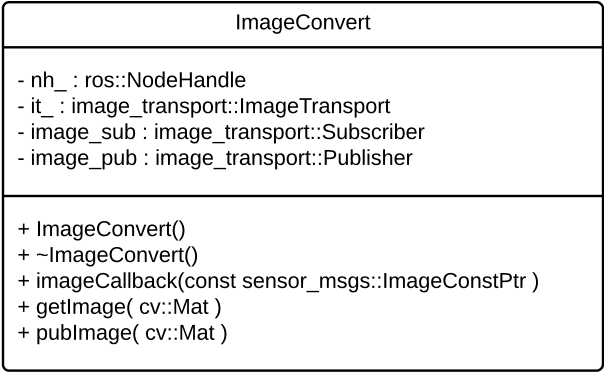 ImageConvert
- nh_ : ros::NodeHandle
- it_ : image_transport::ImageTransport
- image_sub : image_transport::Subscriber
- image_pub : image_transport::Publisher
+ ImageConvert()
+ ~ImageConvert()
+ imageCallback(const sensor_msgs::ImageConstPtr )
+ getImage( cv::Mat )
+ pubImage( cv::Mat )